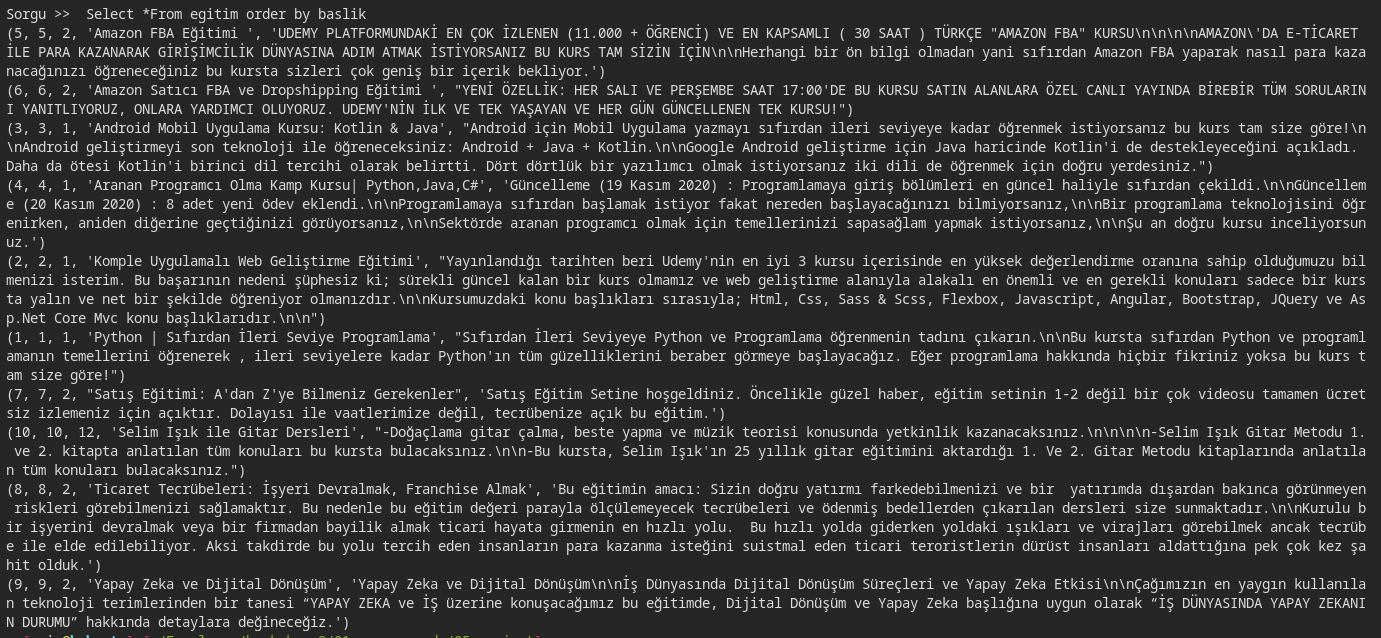 Sorgu >>  Select *From egitim order by baslik
(5, 5, 2, 'Amazon FBA Eğitimi ', 'UDEMY PLATFORMUNDAKİ EN ÇOK İZLENEN (11.000 + ÖĞRENCİ) VE EN KAPSAMLI ( 30 SAAT ) TÜRKÇE "AMAZON FBA" KURSU\n\n\n\nAMAZON\'DA E-TİCARET
İLE PARA KAZANARAK GİRİŞİMCİLİK DÜNYASINA ADIM ATMAK İSTİYORSANIZ BU KURS TAM SİZİN İÇİN\n\nHerhangi bir ön bilgi olmadan yani sıfırdan Amazon FBA yaparak nasıl para kaza
nacağınızı öğreneceğiniz bu kursta sizleri çok geniş bir içerik bekliyor.')
(6, 6, 2, 'Amazon Satıcı FBA ve Dropshipping Eğitimi ', "YENİ ÖZELLİK: HER SALI VE PERŞEMBE SAAT 17:00'DE BU KURSU SATIN ALANLARA ÖZEL CANLI YAYINDA BİREBİR TÜM SORULARIN
I YANITLIYORUZ, ONLARA YARDIMCI OLUYORUZ. UDEMY'NİN İLK VE TEK YAŞAYAN VE HER GÜN GÜNCELLENEN TEK KURSU!")
(3, 3, 1, 'Android Mobil Uygulama Kursu: Kotlin & Java', "Android için Mobil Uygulama yazmayı sıfırdan ileri seviyeye kadar öğrenmek istiyorsanız bu kurs tam size göre!\n
\nAndroid geliştirmeyi son teknoloji ile öğreneceksiniz: Android + Java + Kotlin.\n\nGoogle Android geliştirme için Java haricinde Kotlin'i de destekleyeceğini açıkladı.
Daha da ötesi Kotlin'i birinci dil tercihi olarak belirtti. Dört dörtlük bir yazılımcı olmak istiyorsanız iki dili de öğrenmek için doğru yerdesiniz.")
(4, 4, 1, 'Aranan Programcı Olma Kamp Kursu| Python,Java,C#', 'Güncelleme (19 Kasım 2020) : Programlamaya giriş bölümleri en güncel haliyle sıfırdan çekildi.\n\nGüncellem
e (20 Kasım 2020) : 8 adet yeni ödev eklendi.\n\nProgramlamaya sıfırdan başlamak istiyor fakat nereden başlayacağınızı bilmiyorsanız,\n\nBir programlama teknolojisini öğr
enirken, aniden diğerine geçtiğinizi görüyorsanız,\n\nSektörde aranan programcı olmak için temellerinizi sapasağlam yapmak istiyorsanız,\n\nŞu an doğru kursu inceliyorsun
uz.')
(2, 2, 1, 'Komple Uygulamalı Web Geliştirme Eğitimi', "Yayınlandığı tarihten beri Udemy'nin en iyi 3 kursu içerisinde en yüksek değerlendirme oranına sahip olduğumuzu bil
menizi isterim. Bu başarının nedeni şüphesiz ki; sürekli güncel kalan bir kurs olmamız ve web geliştirme alanıyla alakalı en önemli ve en gerekli konuları sadece bir kurs
ta yalın ve net bir şekilde öğreniyor olmanızdır.\n\nKursumuzdaki konu başlıkları sırasıyla; Html, Css, Sass & Scss, Flexbox, Javascript, Angular, Bootstrap, JQuery ve As
p.Net Core Mvc konu başlıklarıdır.\n\n")
(1, 1, 1, 'Python | Sıfırdan İleri Seviye Programlama', "Sıfırdan İleri Seviyeye Python ve Programlama öğrenmenin tadını çıkarın.\n\nBu kursta sıfırdan Python ve programl
amanın temellerini öğrenerek , ileri seviyelere kadar Python'ın tüm güzelliklerini beraber görmeye başlayacağız. Eğer programlama hakkında hiçbir fikriniz yoksa bu kurs t
am size göre!")
(7, 7, 2, "Satış Eğitimi: A'dan Z'ye Bilmeniz Gerekenler", 'Satış Eğitim Setine hoşgeldiniz. Öncelikle güzel haber, eğitim setinin 1-2 değil bir çok videosu tamamen ücret
siz izlemeniz için açıktır. Dolayısı ile vaatlerimize değil, tecrübenize açık bu eğitim.')
(10, 10, 12, 'Selim Işık ile Gitar Dersleri', "-Doğaçlama gitar çalma, beste yapma ve müzik teorisi konusunda yetkinlik kazanacaksınız.\n\n\n\n-Selim Işık Gitar Metodu 1.
 ve 2. kitapta anlatılan tüm konuları bu kursta bulacaksınız.\n\n-Bu kursta, Selim Işık'ın 25 yıllık gitar eğitimini aktardığı 1. Ve 2. Gitar Metodu kitaplarında anlatıla
n tüm konuları bulacaksınız.")
(8, 8, 2, 'Ticaret Tecrübeleri: İşyeri Devralmak, Franchise Almak', 'Bu eğitimin amacı: Sizin doğru yatırmı farkedebilmenizi ve bir  yatırımda dışardan bakınca görünmeyen
 riskleri görebilmenizi sağlamaktır. Bu nedenle bu eğitim değeri parayla ölçülemeyecek tecrübeleri ve ödenmiş bedellerden çıkarılan dersleri size sunmaktadır.\n\nKurulu b
ir işyerini devralmak veya bir firmadan bayilik almak ticari hayata girmenin en hızlı yolu.  Bu hızlı yolda giderken yoldaki ışıkları ve virajları görebilmek ancak tecrüb
e ile elde edilebiliyor. Aksi takdirde bu yolu tercih eden insanların para kazanma isteğini suistmal eden ticari teroristlerin dürüst insanları aldattığına pek çok kez şa
hit olduk.')
(9, 9, 2, 'Yapay Zeka ve Dijital Dönüşüm', 'Yapay Zeka ve Dijital Dönüşüm\n\nİş Dünyasında Dijital Dönüşüm Süreçleri ve Yapay Zeka Etkisi\n\nÇağımızın en yaygın kullanıla
n teknoloji terimlerinden bir tanesi “YAPAY ZEKA ve İŞ üzerine konuşacağımız bu eğitimde, Dijital Dönüşüm ve Yapay Zeka başlığına uygun olarak “İŞ DÜNYASINDA YAPAY ZEKANI
N DURUMU” hakkında detaylara değineceğiz.')